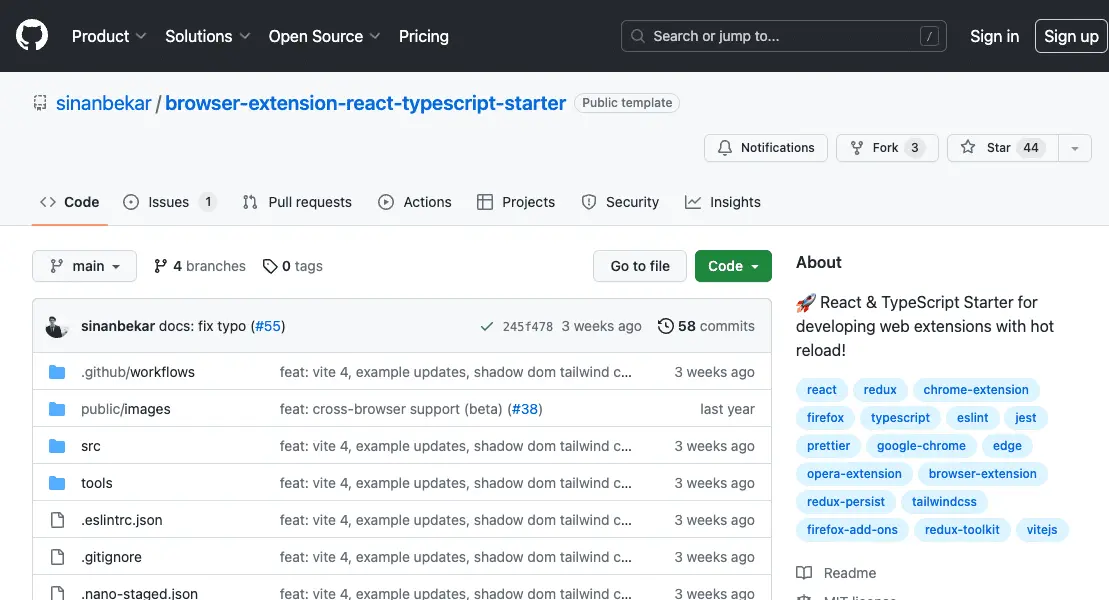 Product Solutions Open Source Pricing Search or jump to... / Sign in Sign up
sinanbekar / browser-extension-react-typescript-starter Public template
Notifications Fork 3 Star 44
Code Issues 1 Pull requests Actions Projects Security Insights
main 4 branches 0 tags Go to file Code
sinanbekar docs: fix typo (#55) 245f478 3 weeks ago 58 commits
.github/workflows feat: vite 4, example updates, shadow dom tailwind c... 3 weeks ago
public/images feat: cross-browser support (beta) (#38) last year
src feat: vite 4, example updates, shadow dom tailwind c... 3 weeks ago
tools feat: vite 4, example updates, shadow dom tailwind c... 3 weeks ago
.eslintrc.json feat: vite 4, example updates, shadow dom tailwind c... 3 weeks ago
.gitignore feat: vite 4, example updates, shadow dom tailwind c... 3 weeks ago
.nano-staged.json feat: vite 4, example updates, shadow dom tailwind c... 3 weeks ago
About
🚀 React & TypeScript Starter for
developing web extensions with hot
reload!
react redux chrome-extension
firefox typescript eslint jest
prettier google-chrome edge
opera-extension browser-extension
redux-persist tailwindcss
firefox-add-ons redux-toolkit vitejs
Readme
MIT license